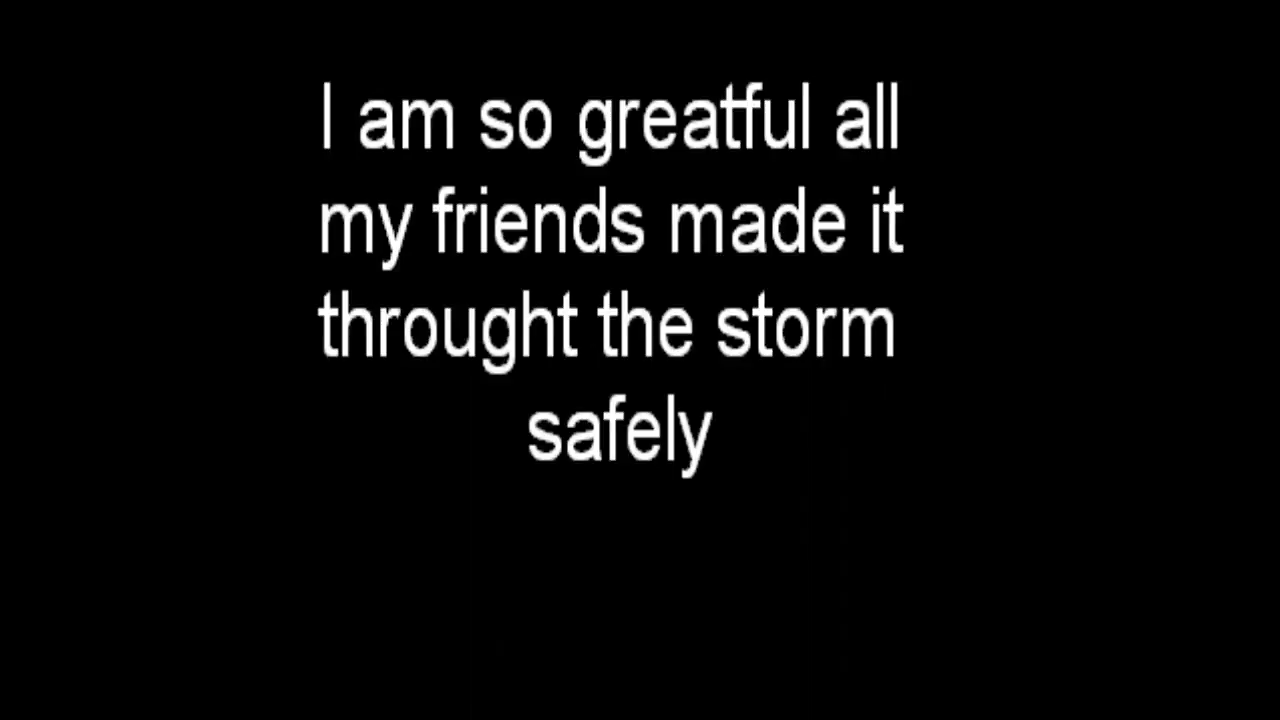 I am so greatful all
my friends made it
throught the storm
safely